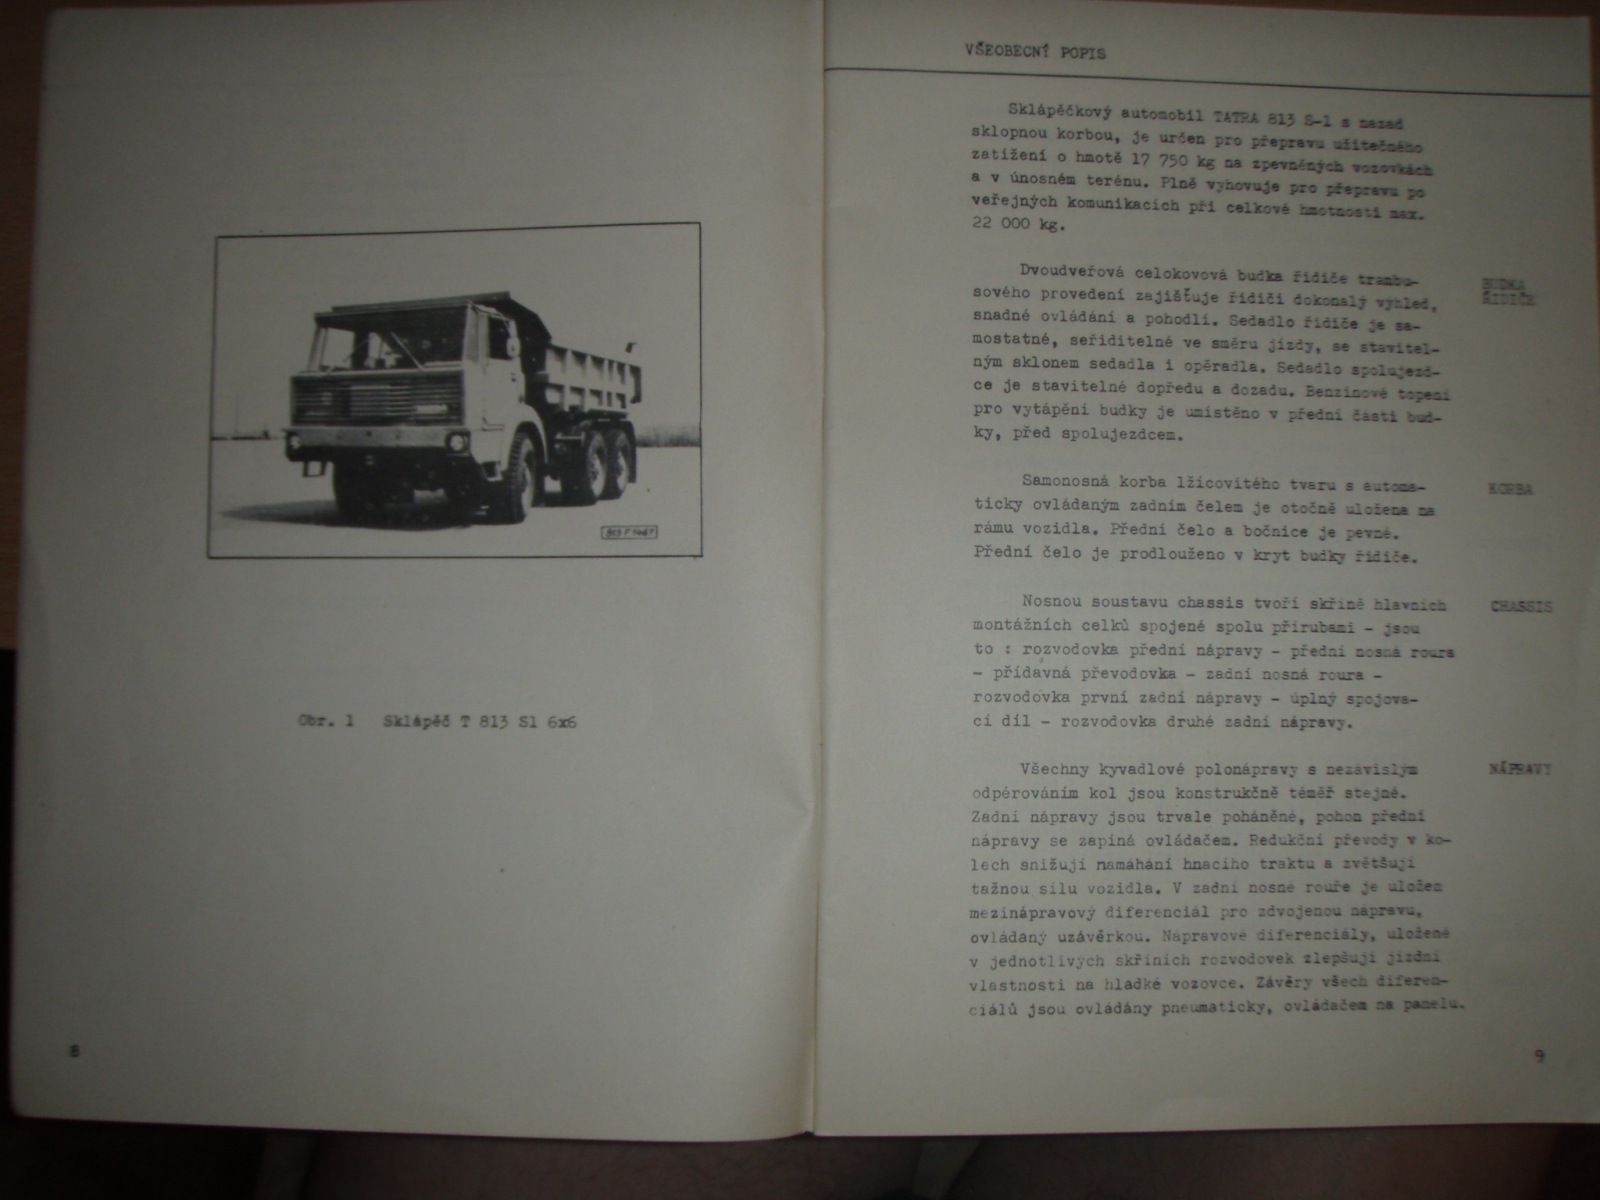 813 F 1467
Obr. 1 Sklápěč T 813 S1 6x6
8
VŠEOBECNÝ POPIS
Sklápěčkový automobil TATRA 813 S-1 s nazad
sklopnou korbou, je určen pro přepravu užitečného
zatížení o hmotě 17 750 kg na zpevněných vozovkách
a v únosném terénu. Plně vyhovuje pro přepravu po
veřejných komunikacích při celkové hmotnosti max.
22 000 kg.
Dvoudveřová celokovová budka řidiče trambu-
sového provedení zajišťuje řidiči dokonalý výhled,
snadné ovládání a pohodlí. Sedadlo řidiče je sa-
mostatné, seřiditelné ve směru jízdy, se stavitel-
ným sklonem sedadla i opěradla. Sedadlo spolujezd-
ce je stavitelné dopředu a dozadu. Benzinové topení
pro vytápění budky je umístěno v přední části bud-
ky, před spolujezdcem.
BUDKA
ŘIDIČE
Samonosná korba lžícovitého tvaru s automa-
ticky ovládaným zadním čelem je otočně uložena na
rámu vozidla. Přední čelo a bočnice je pevné.
Přední čelo je prodlouženo v kryt budky řidiče.
KORBA
Nosnou soustavu chassis tvoří skříně hlavních
montážních celků spojené spolu přírubami - jsou
to : rozvodovka přední nápravy - přední nosná roura
- přídavná převodovka - zadní nosná roura -
rozvodovka první zadní nápravy - úplný spojova-
cí díl - rozvodovka druhé zadní nápravy.
CHASSIS
Všechny kyvadlové polonápravy s nezávislým
odpérováním kol jsou konstrukčně téměř stejné.
Zadní nápravy jsou trvale poháněné, pohon přední
nápravy se zapíná ovládačem. Redukční převody v ko-
lech snižují namáhání hnacího traktu a zvětšují
tažnou sílu vozidla. V zadní nosné rouře je uložen
mezinápravový diferenciál pro zdvojenou nápravu,
ovládaný uzávěrkou. Nápravové diferenciály, uložené
v jednotlivých skříních rozvodovek zlepšují jízdní
vlastnosti na hladké vozovce. Závěry všech diferen-
ciálů jsou ovládány pneumaticky, ovládačem na panelu.
NÁPRAVY
9